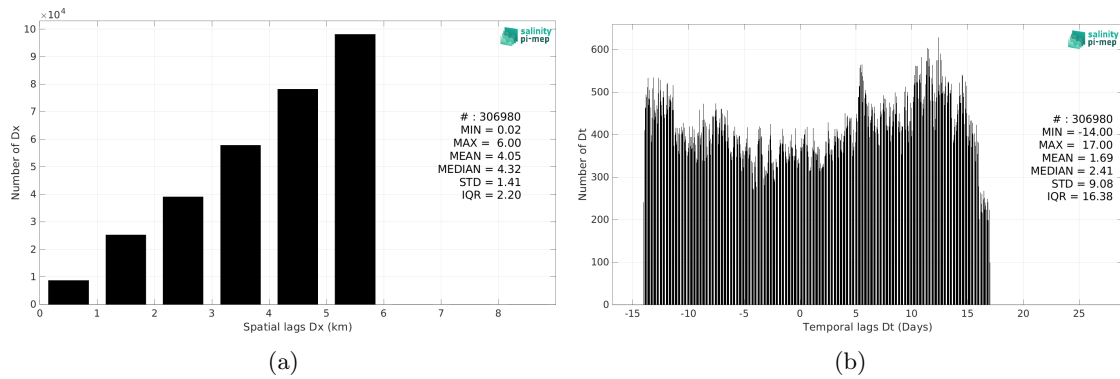 ×10⁴
10
9
8
7
6
5
4
3
2
1
0
Number of Dx
0 1 2 3 4 5 6 7 8
Spatial lags Dx (km)
salinity
pi-mep
# : 306980
MIN = 0.02
MAX = 6.00
MEAN = 4.05
MEDIAN = 4.32
STD = 1.41
IQR = 2.20
(a)
600
500
400
300
200
100
0
Number of Dt
-15 -10 -5 0 5 10 15 20 25
Temporal lags Dt (Days)
salinity
pi-mep
# : 306980
MIN = -14.00
MAX = 17.00
MEAN = 1.69
MEDIAN = 2.41
STD = 9.08
IQR = 16.38
(b)